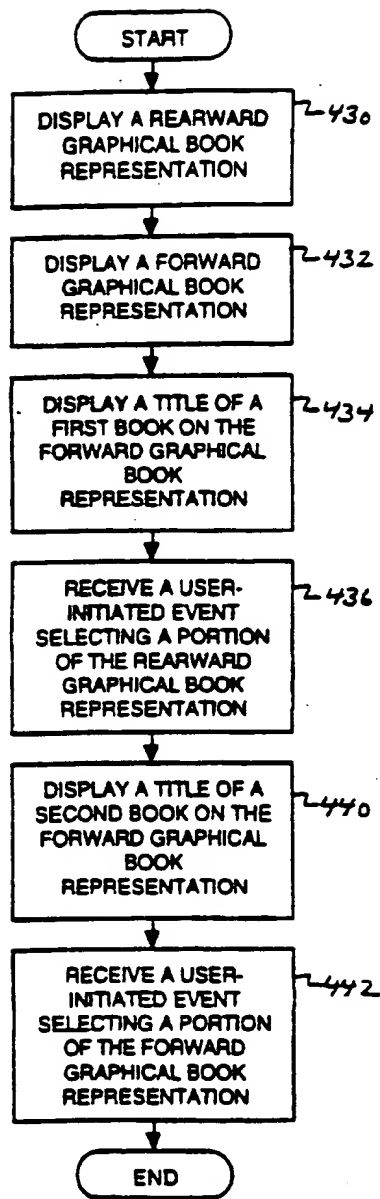 START
DISPLAY A REARWARD
GRAPHICAL BOOK
REPRESENTATION
430
DISPLAY A FORWARD
GRAPHICAL BOOK
REPRESENTATION
432
DISPLAY A TITLE OF A
FIRST BOOK ON THE
FORWARD GRAPHICAL
BOOK
REPRESENTATION
434
RECEIVE A USER-
INITIATED EVENT
SELECTING A PORTION
OF THE REARWARD
GRAPHICAL BOOK
REPRESENTATION
436
DISPLAY A TITLE OF A
SECOND BOOK ON THE
FORWARD GRAPHICAL
BOOK
REPRESENTATION
440
RECEIVE A USER-
INITIATED EVENT
SELECTING A PORTION
OF THE FORWARD
GRAPHICAL BOOK
REPRESENTATION
442
END